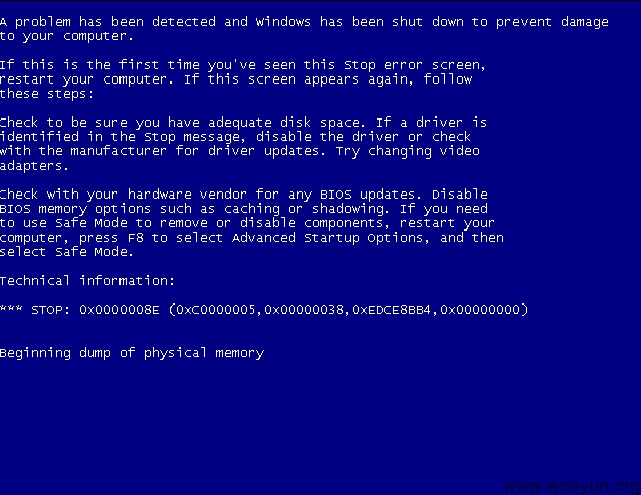 A problem has been detected and Windows has been shut down to prevent damage
to your computer.
If this is the first time you've seen this Stop error screen,
restart your computer. If this screen appears again, follow
these steps:
Check to be sure you have adequate disk space. If a driver is
identified in the Stop message, disable the driver or check
with the manufacturer for driver updates. Try changing video
adapters.
Check with your hardware vendor for any BIOS updates. Disable
BIOS memory options such as caching or shadowing. If you need
to use Safe Mode to remove or disable components, restart your
computer, press F8 to select Advanced Startup Options, and then
select Safe Mode.
Technical information:
*** STOP: 0x0000008E (0xC0000005,0x00000038,0xEDCE8BB4,0x00000000)
Beginning dump of physical memory
www.wooyun.org